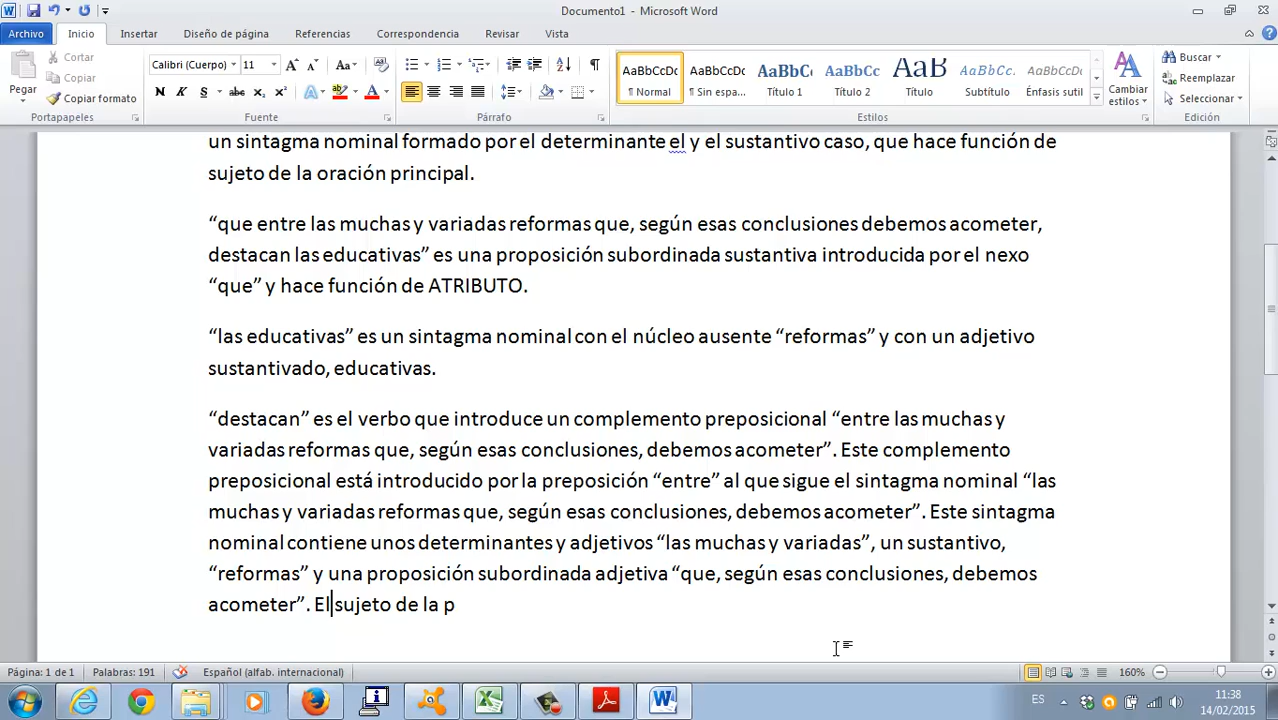 Documento1 - Microsoft Word
Archivo Inicio Insertar Diseño de página Referencias Correspondencia Revisar Vista
Pegar
Cortar
Copiar
Copiar formato
Portapapeles
Calibri (Cuerpo) 11
Fuente
Párrafo
AaBbCcDc AaBbCcDc AaBbC AaBbCc AaB AaBbCc. AaBbCcDc
¶ Normal ¶ Sin espa... Título 1 Título 2 Título Subtítulo Énfasis sutil
Cambiar estilos
Estilos
Buscar
Reemplazar
Seleccionar
Edición
un sintagma nominal formado por el determinante el y el sustantivo caso, que hace función de
sujeto de la oración principal.
“que entre las muchas y variadas reformas que, según esas conclusiones debemos acometer,
destacan las educativas” es una proposición subordinada sustantiva introducida por el nexo
“que” y hace función de ATRIBUTO.
“las educativas” es un sintagma nominal con el núcleo ausente “reformas” y con un adjetivo
sustantivado, educativas.
“destacan” es el verbo que introduce un complemento preposicional “entre las muchas y
variadas reformas que, según esas conclusiones, debemos acometer”. Este complemento
preposicional está introducido por la preposición “entre” al que sigue el sintagma nominal “las
muchas y variadas reformas que, según esas conclusiones, debemos acometer”. Este sintagma
nominal contiene unos determinantes y adjetivos “las muchas y variadas”, un sustantivo,
“reformas” y una proposición subordinada adjetiva “que, según esas conclusiones, debemos
acometer”. El sujeto de la p
Página: 1 de 1 Palabras: 191 Español (alfab. internacional) 160%
ES 11:38
14/02/2015